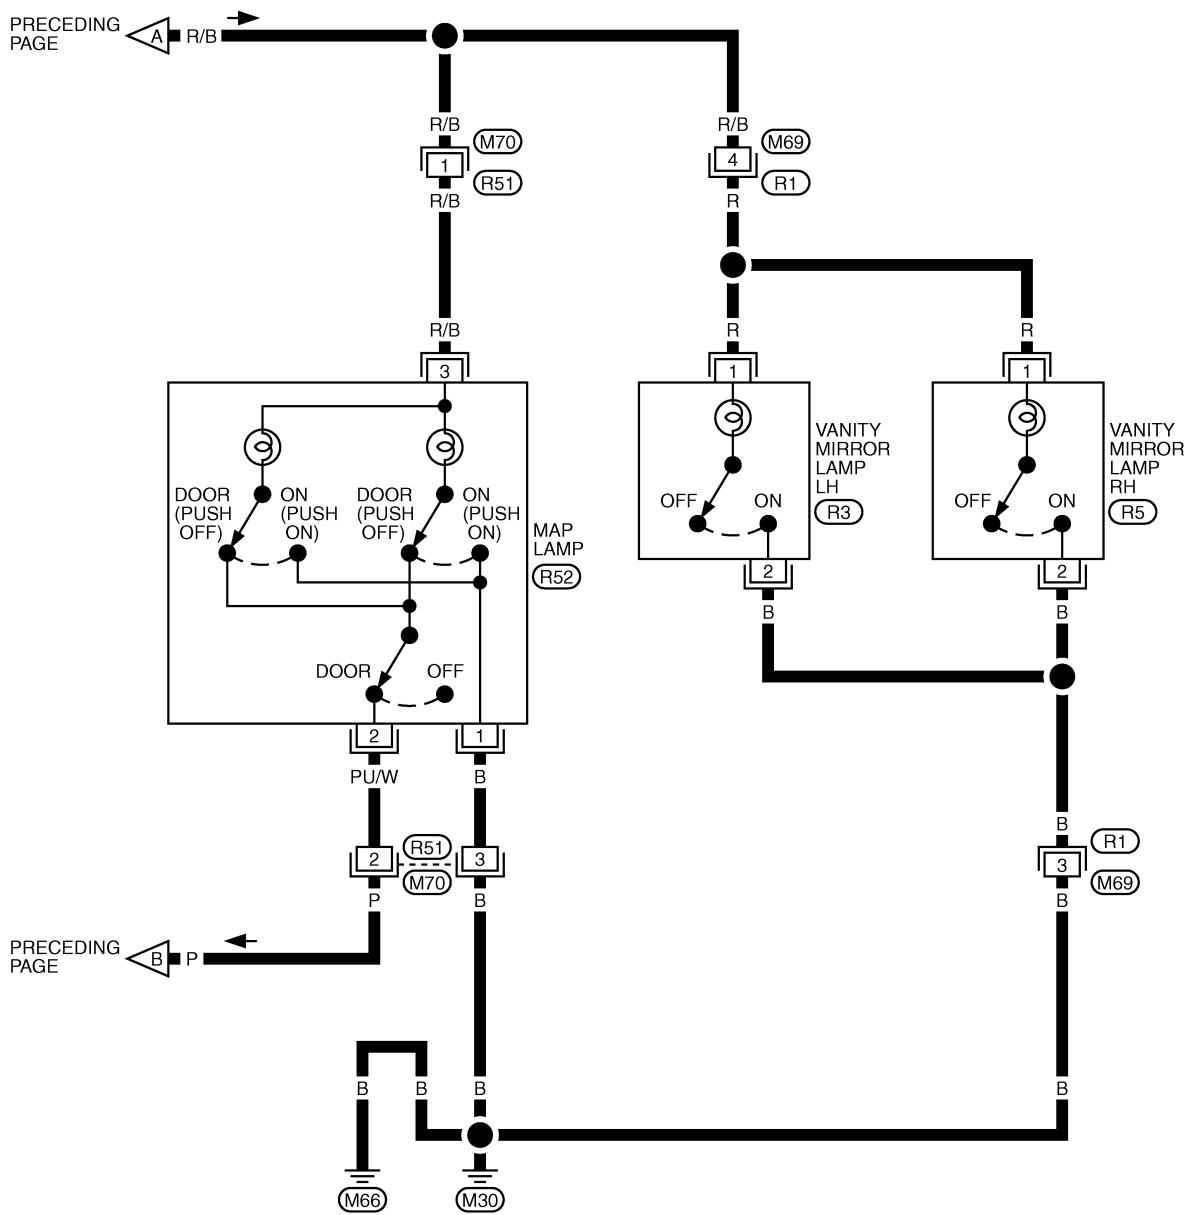 PRECEDING
PAGE
A
R/B
R/B
M70
1
R51
R/B
R/B
3
R/B
M69
4
R1
R
R
1
R
1
DOOR
(PUSH
OFF)
ON
(PUSH
ON)
DOOR
(PUSH
OFF)
ON
(PUSH
ON)
MAP
LAMP
R52
DOOR
OFF
OFF
ON
VANITY
MIRROR
LAMP
LH
R3
OFF
ON
VANITY
MIRROR
LAMP
RH
R5
2
B
2
B
2
1
PU/W
B
2
R51
M70
3
P
B
B
R1
3
M69
B
PRECEDING
PAGE
B
P
B
B
B
B
M66
M30